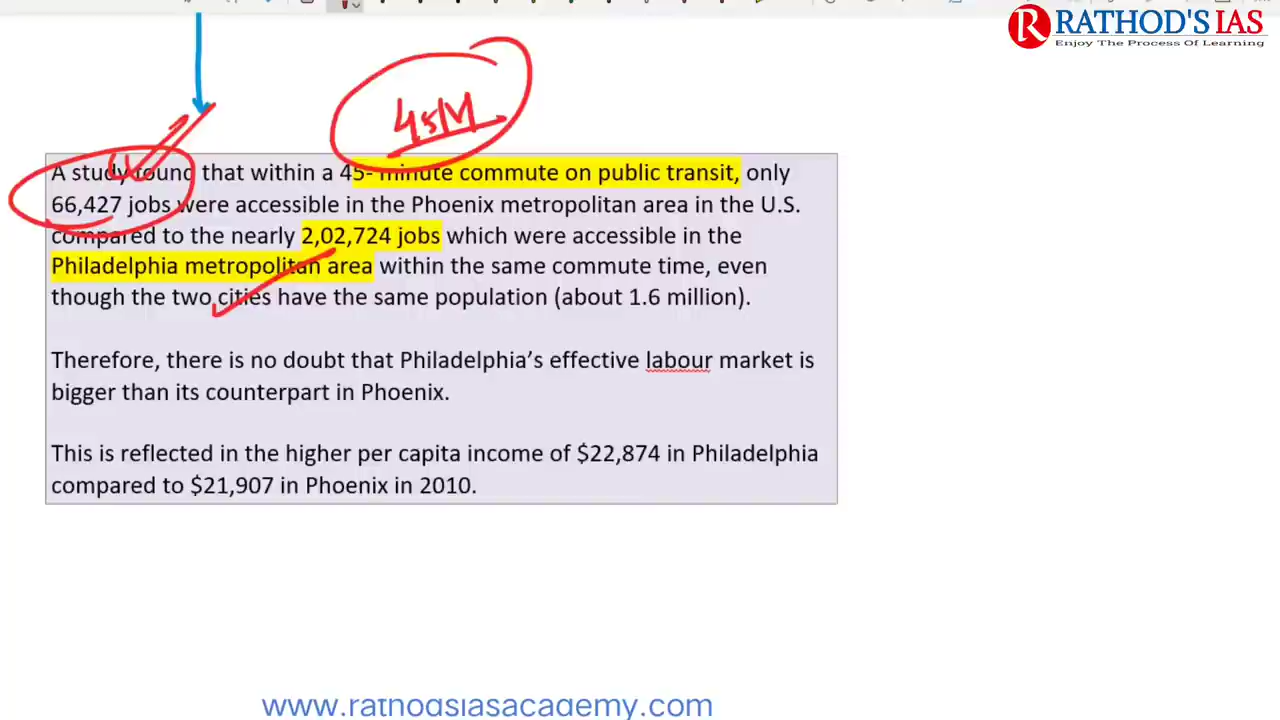 RATHOD'S IAS
Enjoy The Process Of Learning
45M
A study found that within a 45- minute commute on public transit, only
66,427 jobs were accessible in the Phoenix metropolitan area in the U.S.
compared to the nearly 2,02,724 jobs which were accessible in the
Philadelphia metropolitan area within the same commute time, even
though the two cities have the same population (about 1.6 million).
Therefore, there is no doubt that Philadelphia's effective labour market is
bigger than its counterpart in Phoenix.
This is reflected in the higher per capita income of $22,874 in Philadelphia
compared to $21,907 in Phoenix in 2010.
www.rathodsiasacademy.com